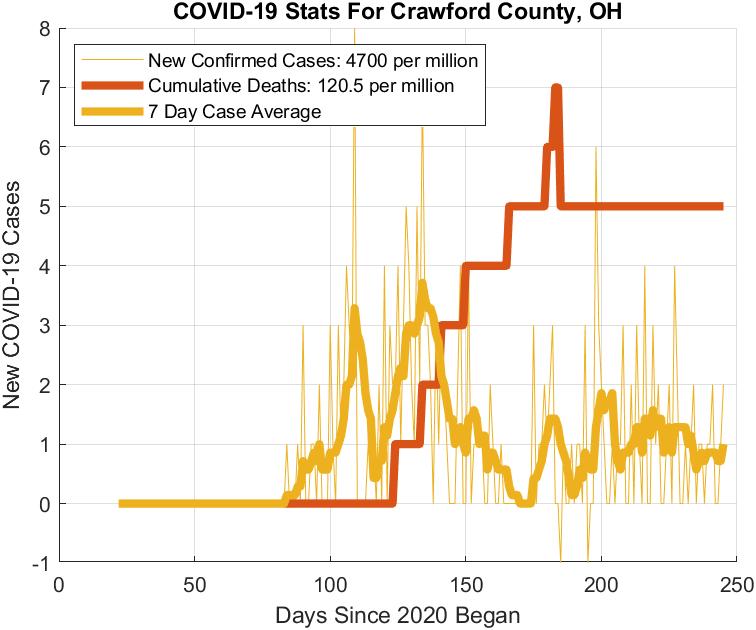 COVID-19 Stats For Crawford County, OH
New Confirmed Cases: 4700 per million
Cumulative Deaths: 120.5 per million
7 Day Case Average
New COVID-19 Cases
8
7
6
5
4
3
2
1
0
-1
0 50 100 150 200 250
Days Since 2020 Began